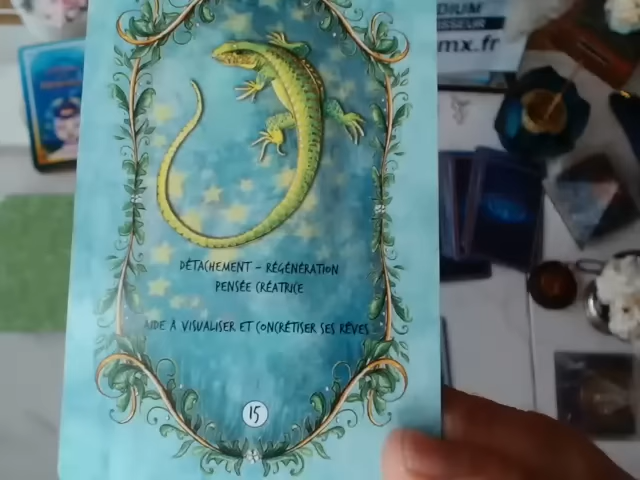 DIUM
SSEUR
mx.fr
DÉTACHEMENT - RÉGÉNÉRATION
PENSÉE CRÉATRICE
AIDE À VISUALISER ET CONCRÉTISER SES RÊVES
15